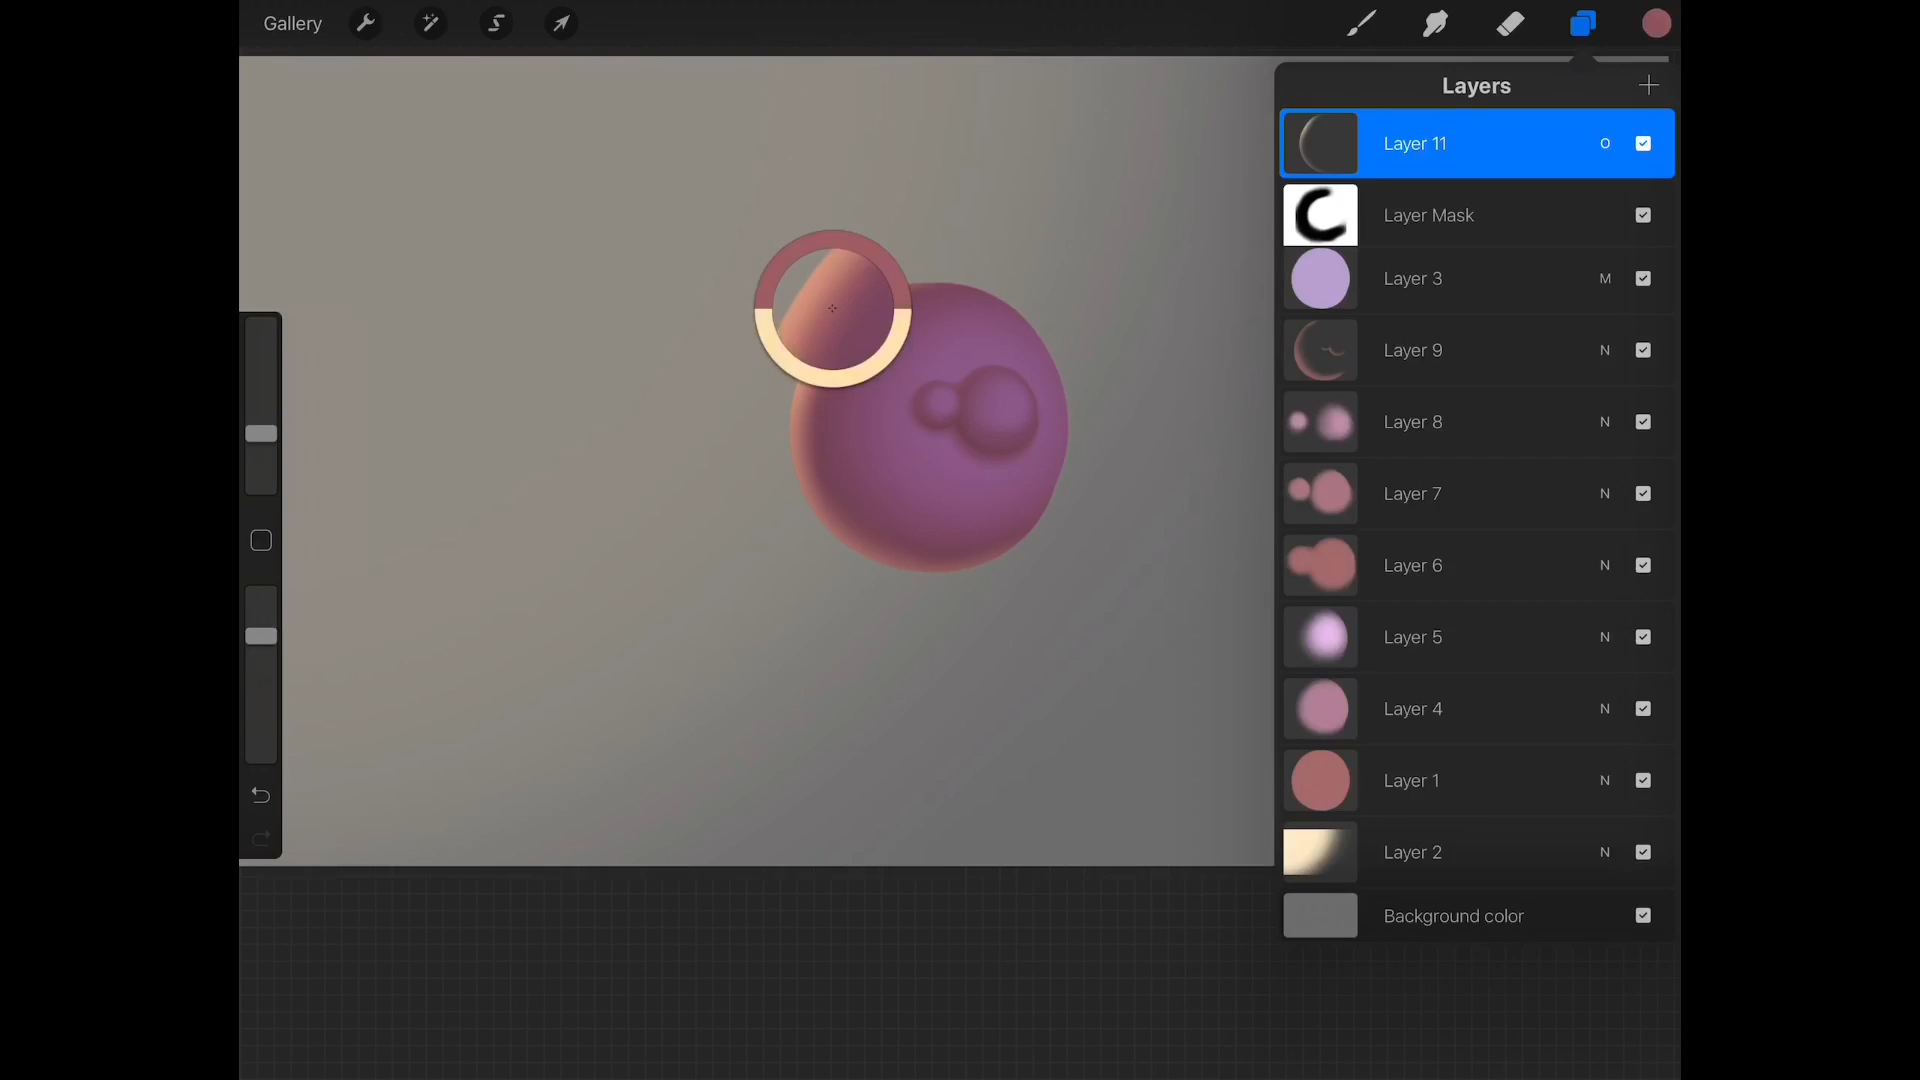 Gallery
Layers
Layer 11 O
Layer Mask
Layer 3 M
Layer 9 N
Layer 8 N
Layer 7 N
Layer 6 N
Layer 5 N
Layer 4 N
Layer 1 N
Layer 2 N
Background color